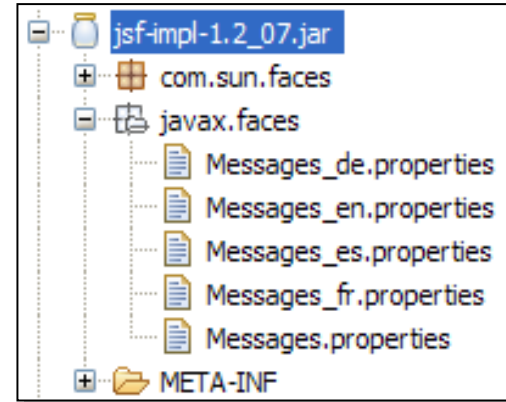 jsf-impl-1.2_07.jar
com.sun.faces
javax.faces
Messages_de.properties
Messages_en.properties
Messages_es.properties
Messages_fr.properties
Messages.properties
META-INF